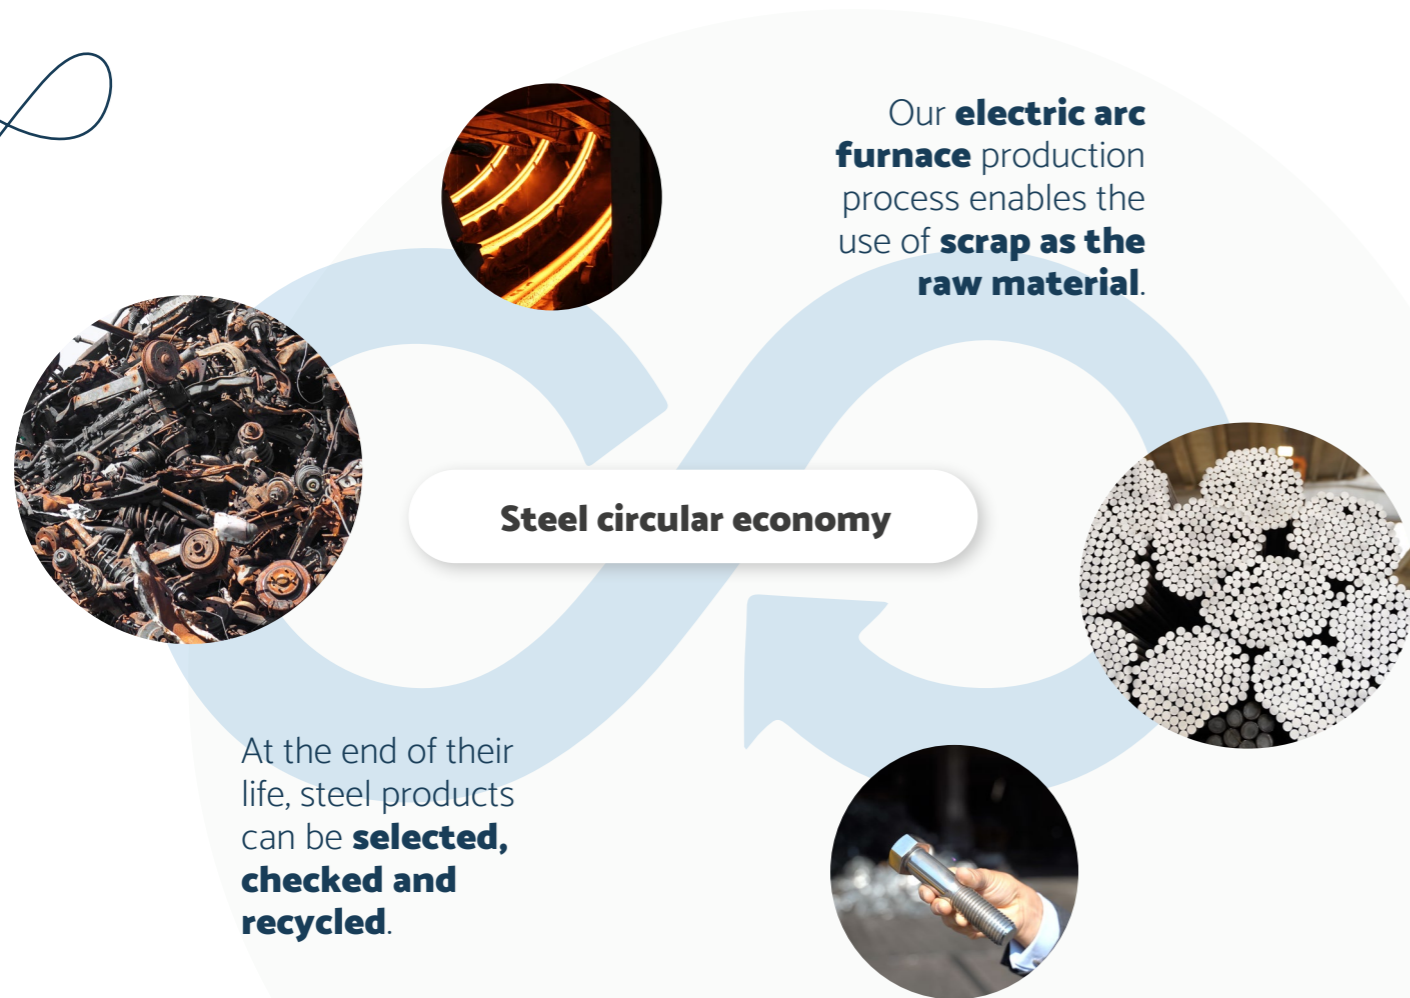 Our electric arc
furnace production
process enables the
use of scrap as the
raw material.
Steel circular economy
At the end of their
life, steel products
can be selected,
checked and
recycled.